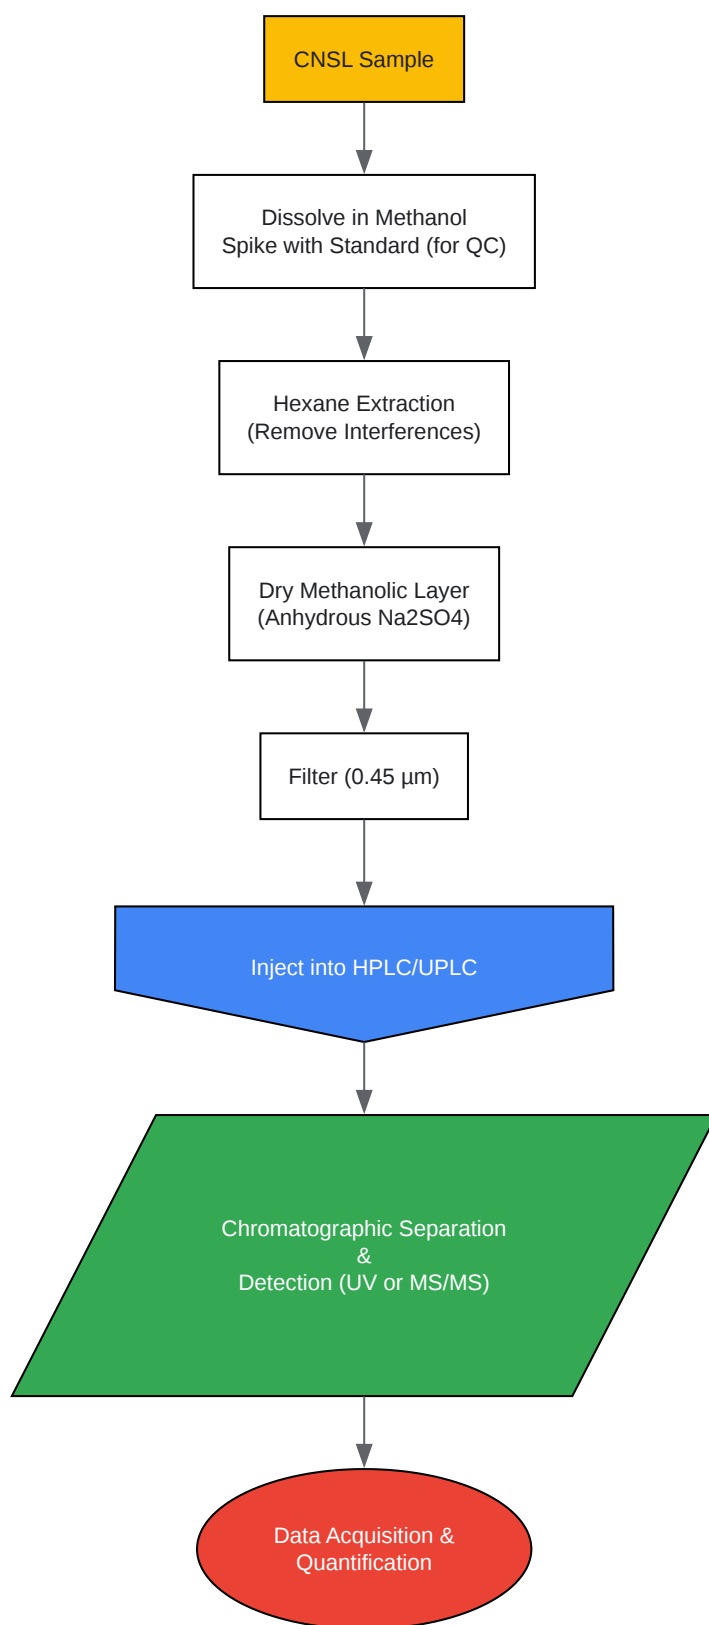 CNSL Sample
Dissolve in Methanol
Spike with Standard (for QC)
Hexane Extraction
(Remove Interferences)
Dry Methanolic Layer
(Anhydrous Na2SO4)
Filter (0.45 µm)
Inject into HPLC/UPLC
Chromatographic Separation
&
Detection (UV or MS/MS)
Data Acquisition &
Quantification